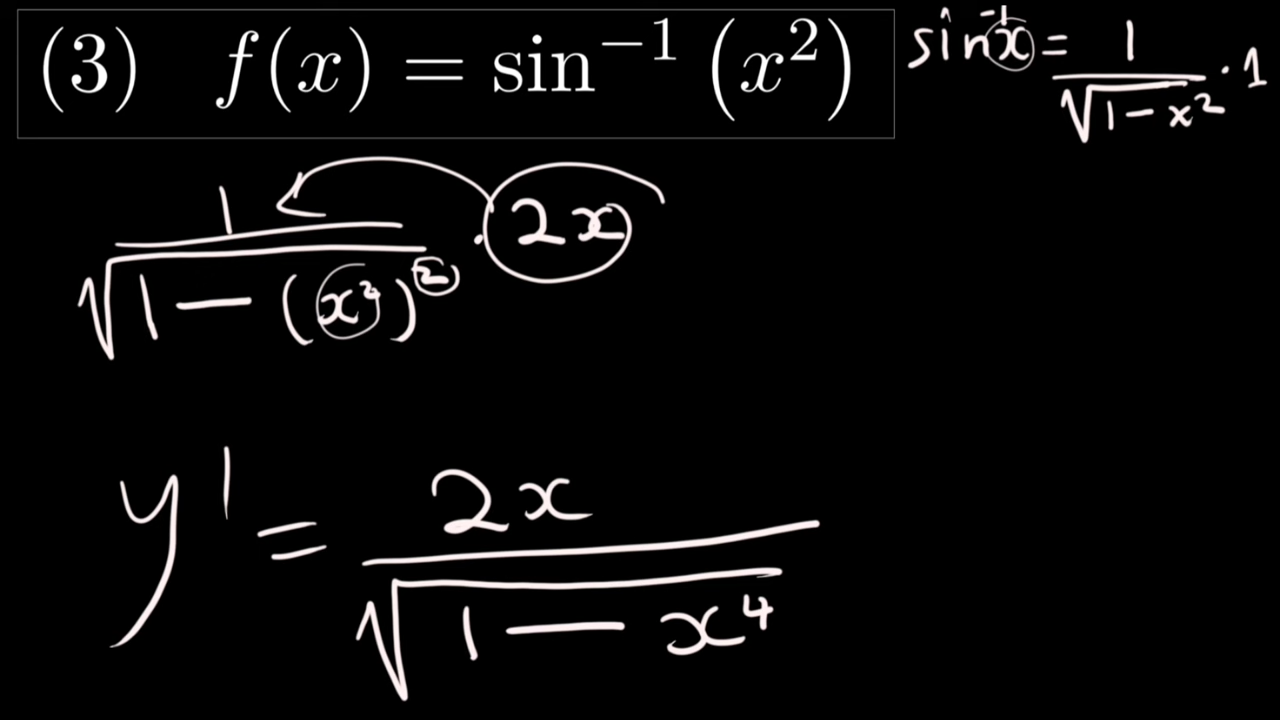 (3) f(x) = sin⁻¹ (x²)
sin⁻¹x = 1/√(1-x²) · 1
1/√(1-(x²)²) · 2x
y' = 2x/√(1-x⁴)